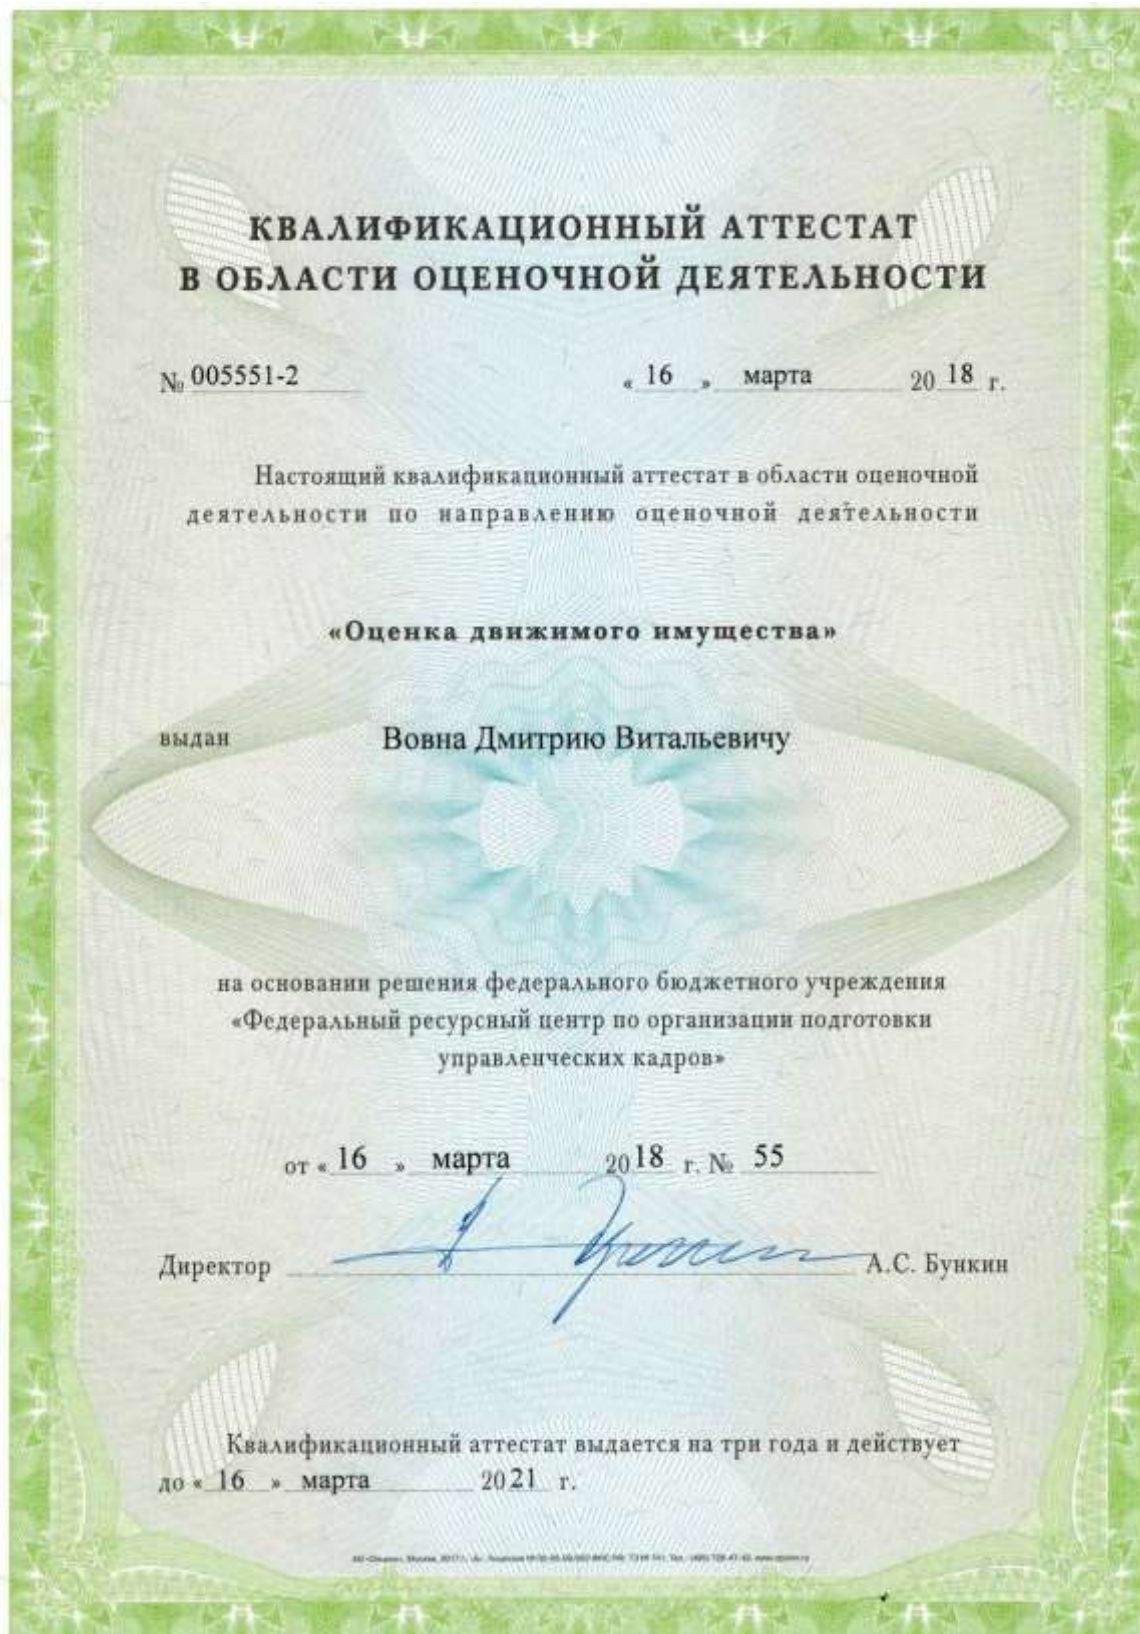 КВАЛИФИКАЦИОННЫЙ АТТЕСТАТ
В ОБЛАСТИ ОЦЕНОЧНОЙ ДЕЯТЕЛЬНОСТИ
№ 005551-2 « 16 » марта 20 18 г.
Настоящий квалификационный аттестат в области оценочной
деятельности по направлению оценочной деятельности
«Оценка движимого имущества»
выдан Вовна Дмитрию Витальевичу
на основании решения федерального бюджетного учреждения
«Федеральный ресурсный центр по организации подготовки
управленческих кадров»
от « 16 » марта 2018 г. № 55
Директор А.С. Бункин
Квалификационный аттестат выдается на три года и действует
до « 16 » марта 2021 г.